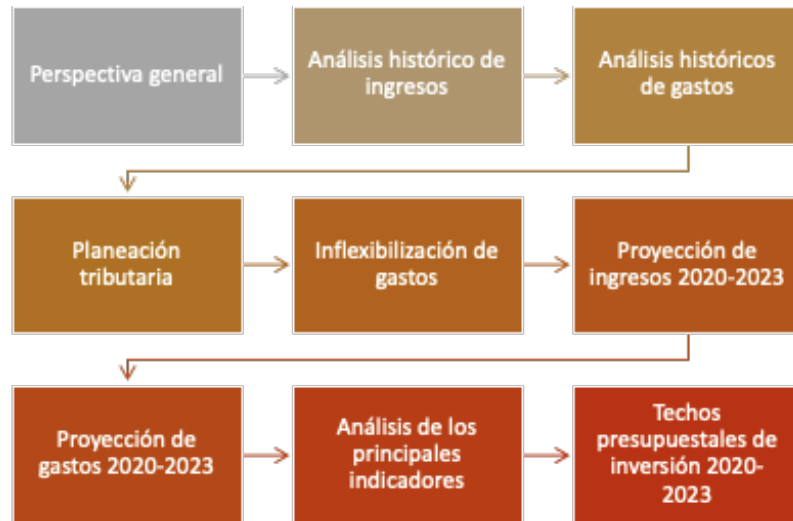 Perspectiva general
Análisis histórico de
ingresos
Análisis históricos
de gastos
Planeación
tributaria
Inflexibilización de
gastos
Proyección de
ingresos 2020-2023
Proyección de
gastos 2020-2023
Análisis de los
principales
indicadores
Techos
presupuestales de
inversión 2020-
2023